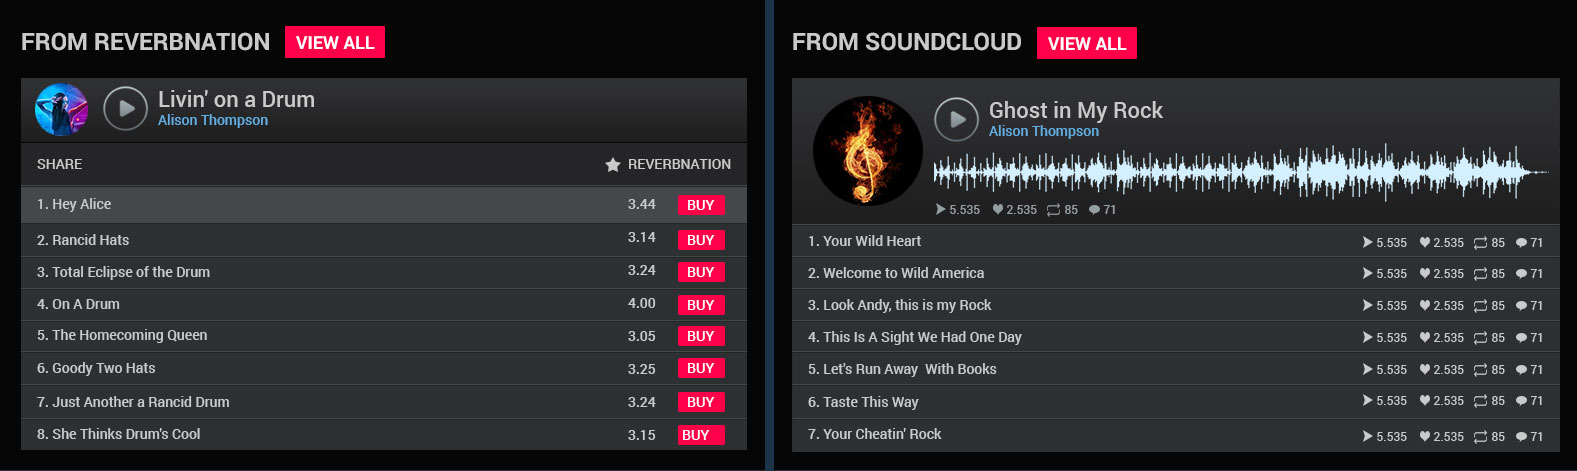 FROM REVERBNATION VIEW ALL
Livin' on a Drum
Alison Thompson
SHARE REVERBNATION
1. Hey Alice 3.44 BUY
2. Rancid Hats 3.14 BUY
3. Total Eclipse of the Drum 3.24 BUY
4. On A Drum 4.00 BUY
5. The Homecoming Queen 3.05 BUY
6. Goody Two Hats 3.25 BUY
7. Just Another a Rancid Drum 3.24 BUY
8. She Thinks Drum's Cool 3.15 BUY
FROM SOUNDCLOUD VIEW ALL
Ghost in My Rock
Alison Thompson
5.535 2.535 85 71
1. Your Wild Heart 5.535 2.535 85 71
2. Welcome to Wild America 5.535 2.535 85 71
3. Look Andy, this is my Rock 5.535 2.535 85 71
4. This Is A Sight We Had One Day 5.535 2.535 85 71
5. Let's Run Away  With Books 5.535 2.535 85 71
6. Taste This Way 5.535 2.535 85 71
7. Your Cheatin' Rock 5.535 2.535 85 71